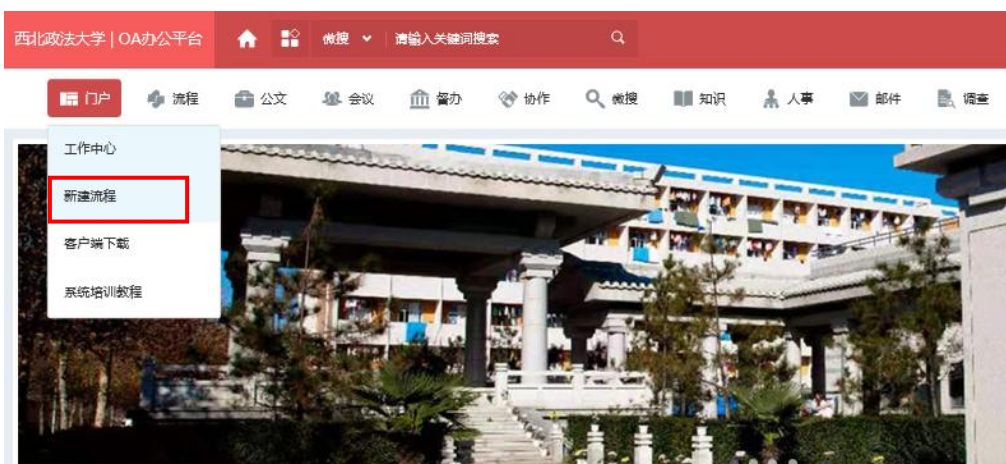 西北政法大学 | OA办公平台 微搜 请输入关键词搜索
门户 流程 公文 会议 督办 协作 微搜 知识 人事 邮件 调查
工作中心
新建流程
客户端下载
系统培训教程